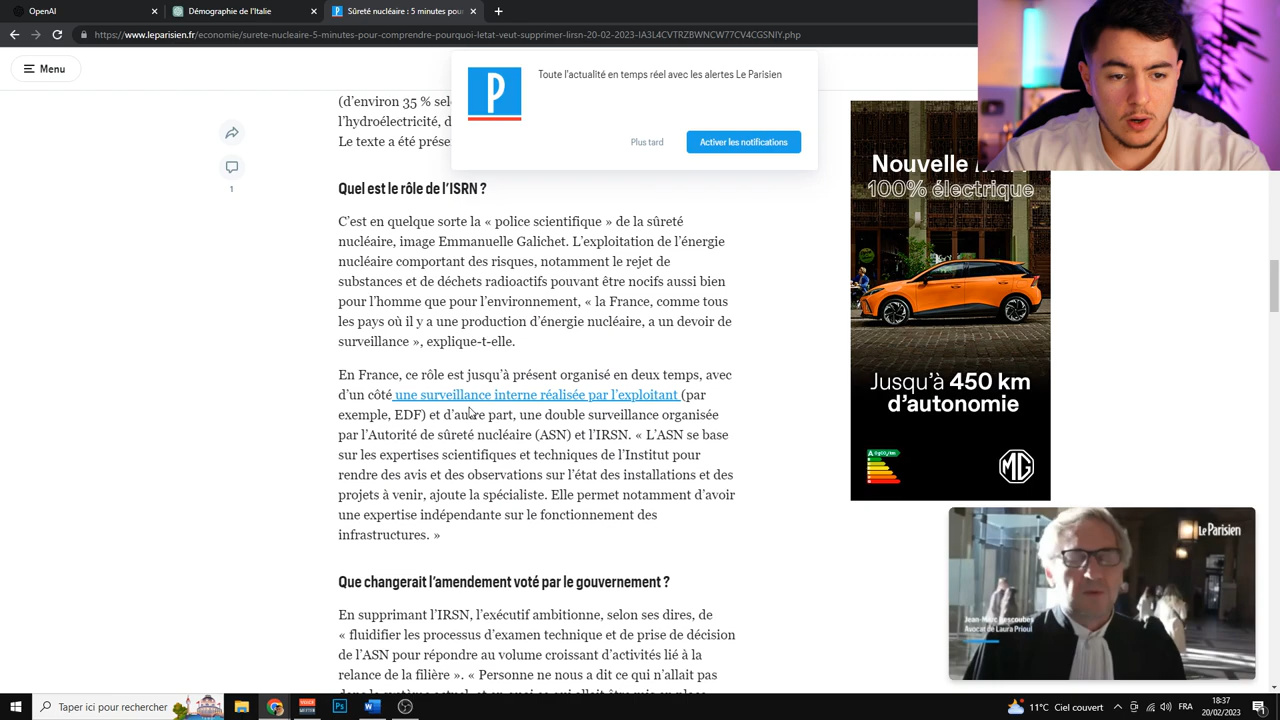 OpenAI
Démographie de l'Italie
Sûreté nucléaire : 5
https://www.leparisien.fr/economie/surete-nucleaire-5-minutes-pour-comprendre-pourquoi-letat-veut-supprimer-lirsn-20-02-2023-IA3L4CVTRZBWNCW77CV4CGSNIY.php
Menu
Toute l'actualité en temps réel avec les alertes Le Parisien
Plus tard
Activer les notifications
1
(d'environ 35 %
l'hydroélectricité,
Le texte a été
Quel est le rôle de l'ISRN ?
C'est en quelque sorte la « police scientifique » de la sûreté
nucléaire, image Emmanuelle Galichet. L'exploitation de l'énergie
nucléaire comportant des risques, notamment le rejet de
substances et de déchets radioactifs pouvant être nocifs aussi bien
pour l'homme que pour l'environnement, « la France, comme tous
les pays où il y a une production d'énergie nucléaire, a un devoir de
surveillance », explique-t-elle.
En France, ce rôle est jusqu'à présent organisé en deux temps, avec
d'un côté une surveillance interne réalisée par l'exploitant (par
exemple, EDF) et d'autre part, une double surveillance organisée
par l'Autorité de sûreté nucléaire (ASN) et l'IRSN. « L'ASN se base
sur les expertises scientifiques et techniques de l'Institut pour
rendre des avis et des observations sur l'état des installations et des
projets à venir, ajoute la spécialiste. Elle permet notamment d'avoir
une expertise indépendante sur le fonctionnement des
infrastructures. »
Que changerait l'amendement voté par le gouvernement ?
En supprimant l'IRSN, l'exécutif ambitionne, selon ses dires, de
« fluidifier les processus d'examen technique et de prise de décision
de l'ASN pour répondre au volume croissant d'activités lié à la
relance de la filière ». « Personne ne nous a dit ce qui n'allait pas
Nouvelle
100% électrique
Jusqu'à 450 km
d'autonomie
A 0 g CO₂/km
MG
Le Parisien
Jean-Marc Descoubes
Avocat de Laura Prioul
Taper ici pour rechercher
11°C Ciel couvert
FRA
18:37
20/02/2023